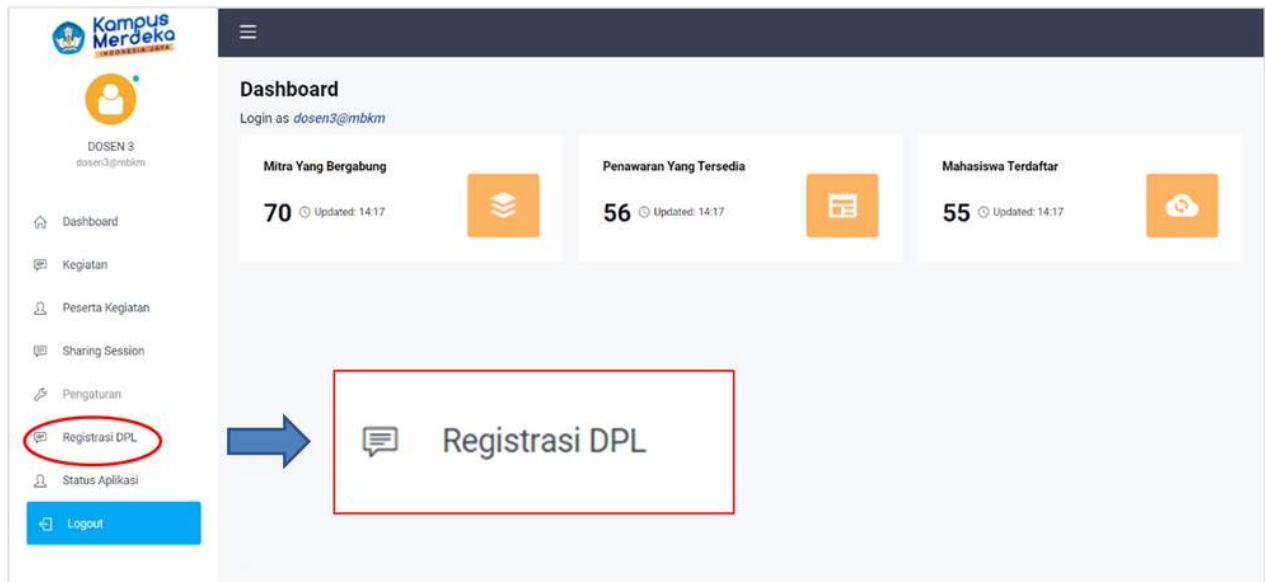 Kampus
Merdeka
INDONESIA JAYA
DOSEN 3
dosen3@mbkm
Dashboard
Kegiatan
Peserta Kegiatan
Sharing Session
Pengaturan
Registrasi DPL
Status Aplikasi
Logout
Dashboard
Login as dosen3@mbkm
Mitra Yang Bergabung
70 Updated: 14:17
Penawaran Yang Tersedia
56 Updated: 14:17
Mahasiswa Terdaftar
55 Updated: 14:17
Registrasi DPL